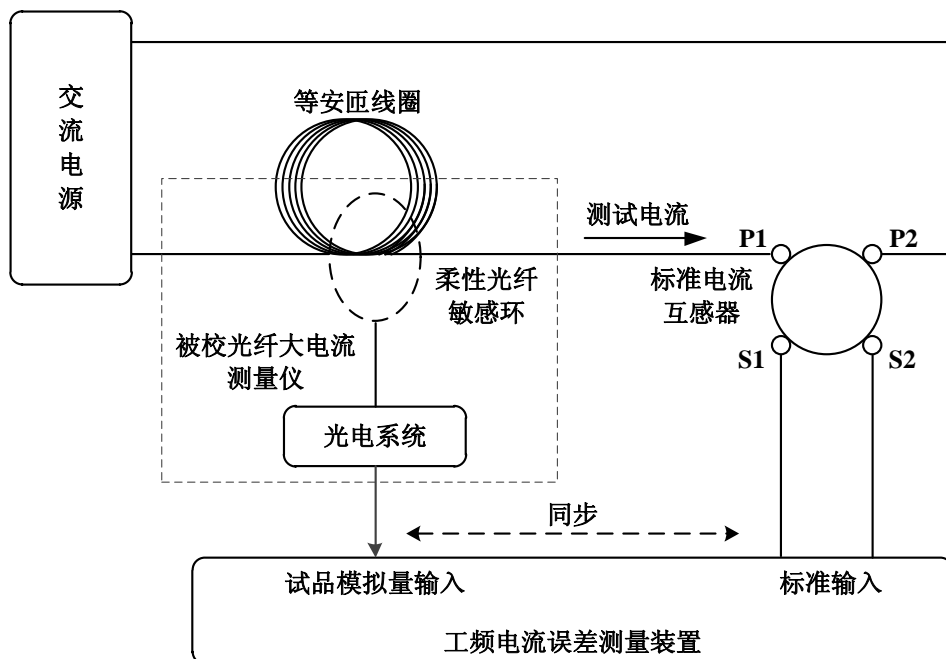 交流电源
等安匝线圈
测试电流
P1
P2
柔性光纤
敏感环
标准电流
互感器
被校光纤大电流
测量仪
S1
S2
光电系统
同步
试品模拟量输入
标准输入
工频电流误差测量装置